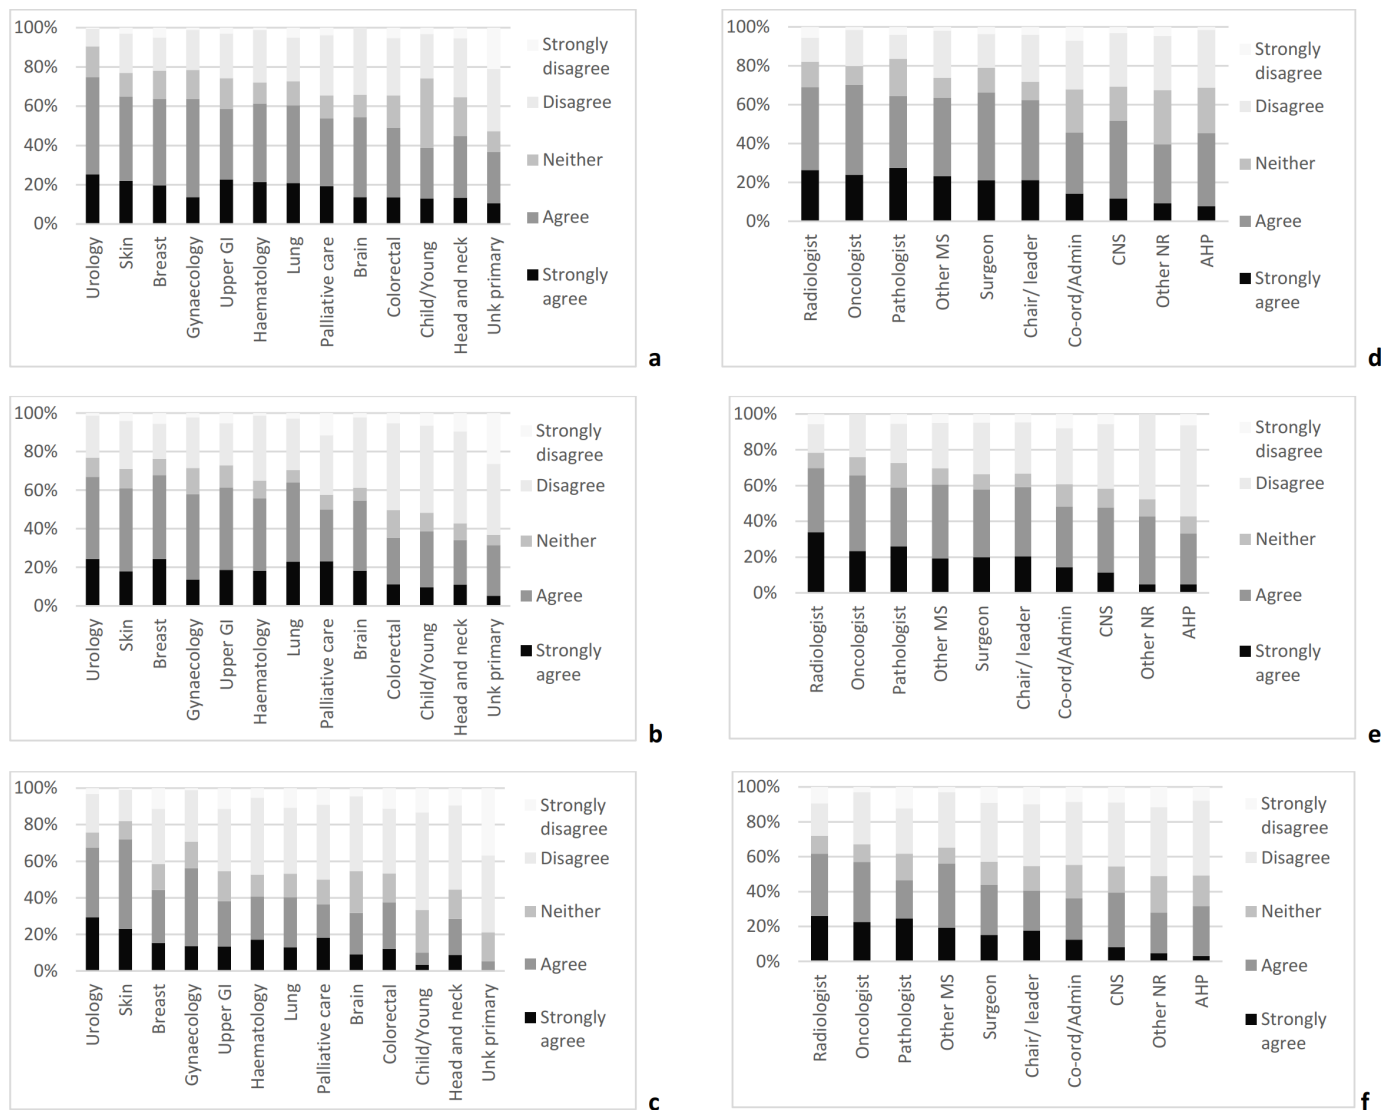 100%
80%
60%
40%
20%
0%
Urology
Skin
Breast
Gynaecology
Upper GI
Haematology
Lung
Palliative care
Brain
Colorectal
Child/Young
Head and neck
Unk primary
Strongly
disagree
Disagree
Neither
Agree
Strongly
agree
a
100%
80%
60%
40%
20%
0%
Radiologist
Oncologist
Pathologist
Other MS
Surgeon
Chair/ leader
Co-ord/Admin
CNS
Other NR
AHP
Strongly
disagree
Disagree
Neither
Agree
Strongly
agree
d
100%
80%
60%
40%
20%
0%
Urology
Skin
Breast
Gynaecology
Upper GI
Haematology
Lung
Palliative care
Brain
Colorectal
Child/Young
Head and neck
Unk primary
Strongly
disagree
Disagree
Neither
Agree
Strongly
agree
b
100%
80%
60%
40%
20%
0%
Radiologist
Oncologist
Pathologist
Other MS
Surgeon
Chair/ leader
Co-ord/Admin
CNS
Other NR
AHP
Strongly
disagree
Disagree
Neither
Agree
Strongly
agree
e
100%
80%
60%
40%
20%
0%
Urology
Skin
Breast
Gynaecology
Upper GI
Haematology
Lung
Palliative care
Brain
Colorectal
Child/Young
Head and neck
Unk primary
Strongly
disagree
Disagree
Neither
Agree
Strongly
agree
c
100%
80%
60%
40%
20%
0%
Radiologist
Oncologist
Pathologist
Other MS
Surgeon
Chair/ leader
Co-ord/Admin
CNS
Other NR
AHP
Strongly
disagree
Disagree
Neither
Agree
Strongly
agree
f